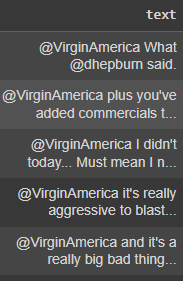 text
@VirginAmerica What
@dhepburn said.
@VirginAmerica plus you've
added commercials t...
@VirginAmerica I didn't
today... Must mean I n...
@VirginAmerica it's really
aggressive to blast...
@VirginAmerica and it's a
really big bad thing...